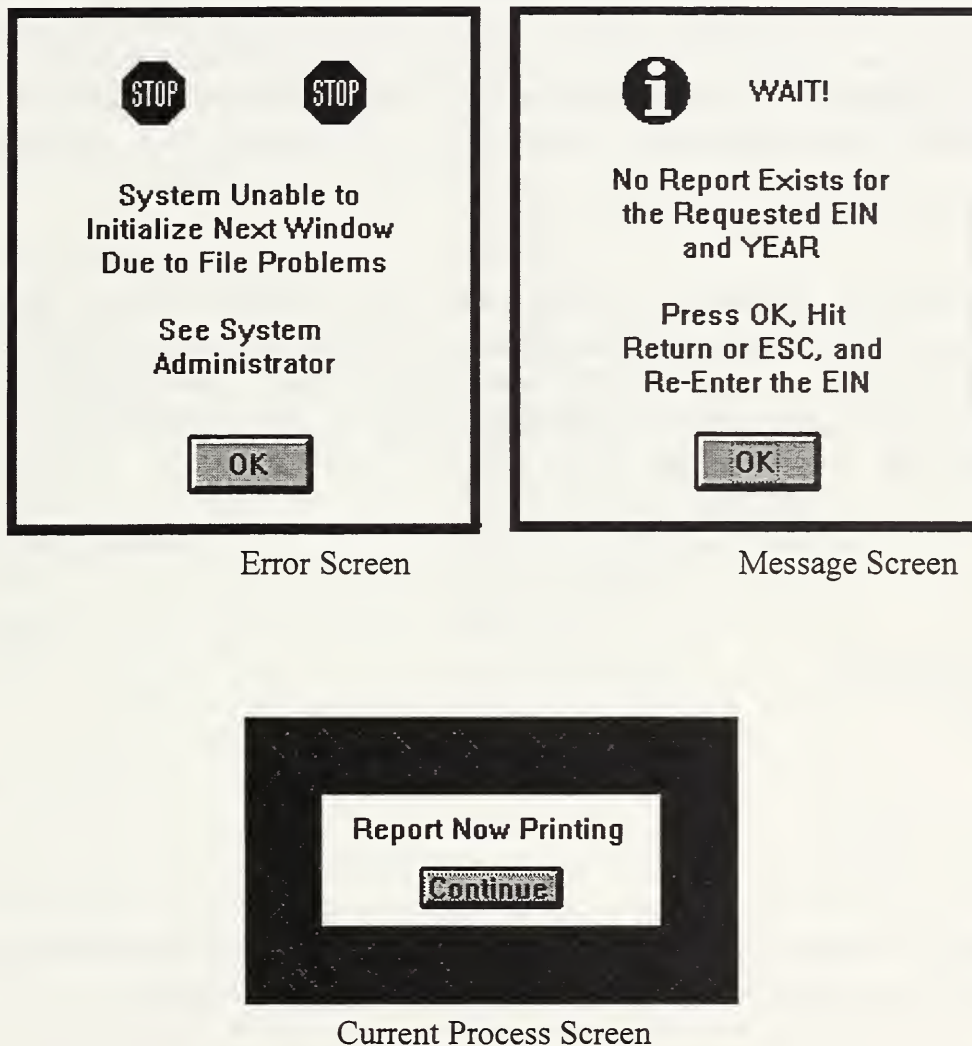 STOP STOP
System Unable to
Initialize Next Window
Due to File Problems
See System
Administrator
OK
Error Screen
i WAIT!
No Report Exists for
the Requested EIN
and YEAR
Press OK, Hit
Return or ESC, and
Re-Enter the EIN
OK
Message Screen
Report Now Printing
Continue
Current Process Screen